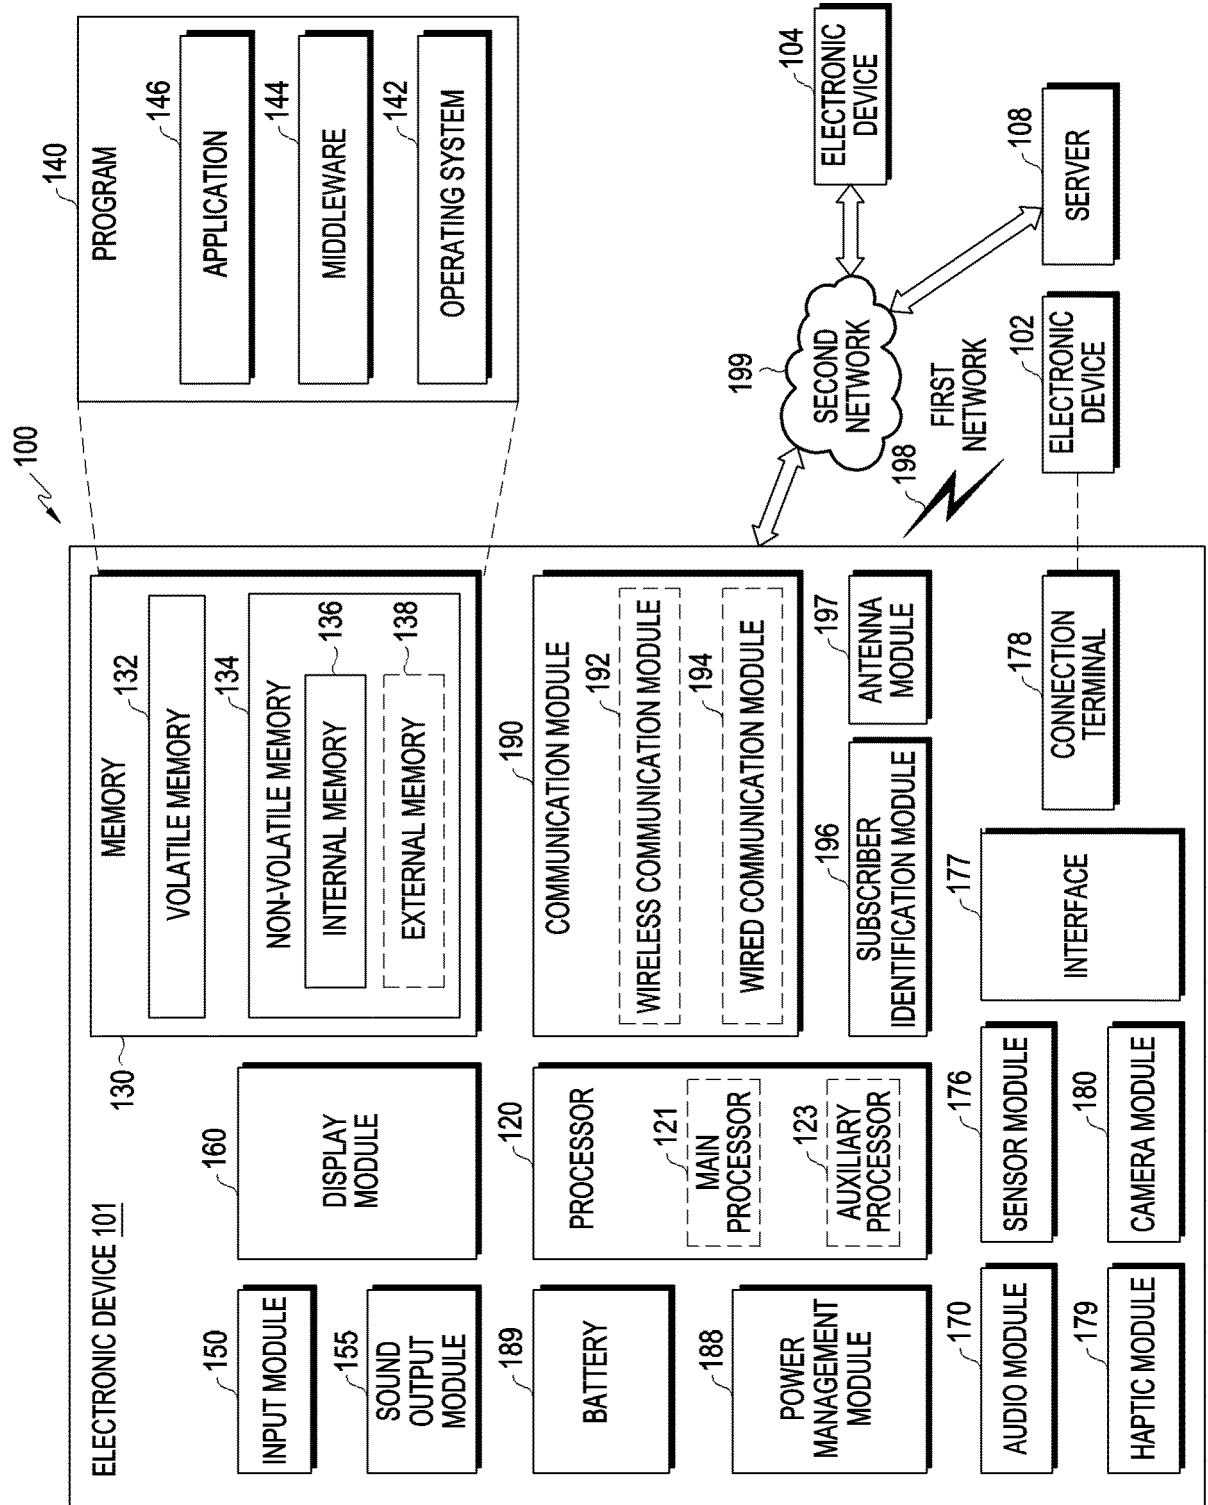 100
ELECTRONIC DEVICE 101
INPUT MODULE
150
SOUND
OUTPUT
MODULE
155
BATTERY
189
POWER
MANAGEMENT
MODULE
188
AUDIO MODULE
170
HAPTIC MODULE
179
DISPLAY
MODULE
160
PROCESSOR
120
MAIN
PROCESSOR
121
AUXILIARY
PROCESSOR
123
SENSOR MODULE
176
CAMERA MODULE
180
130
MEMORY
VOLATILE MEMORY
132
NON-VOLATILE MEMORY
134
INTERNAL MEMORY
136
EXTERNAL MEMORY
138
COMMUNICATION MODULE
190
WIRELESS COMMUNICATION MODULE
192
WIRED COMMUNICATION MODULE
194
SUBSCRIBER
IDENTIFICATION MODULE
196
ANTENNA
MODULE
197
INTERFACE
177
CONNECTION
TERMINAL
178
PROGRAM
140
APPLICATION
146
MIDDLEWARE
144
OPERATING SYSTEM
142
SECOND
NETWORK
199
FIRST
NETWORK
198
ELECTRONIC
DEVICE
104
SERVER
108
ELECTRONIC
DEVICE
102